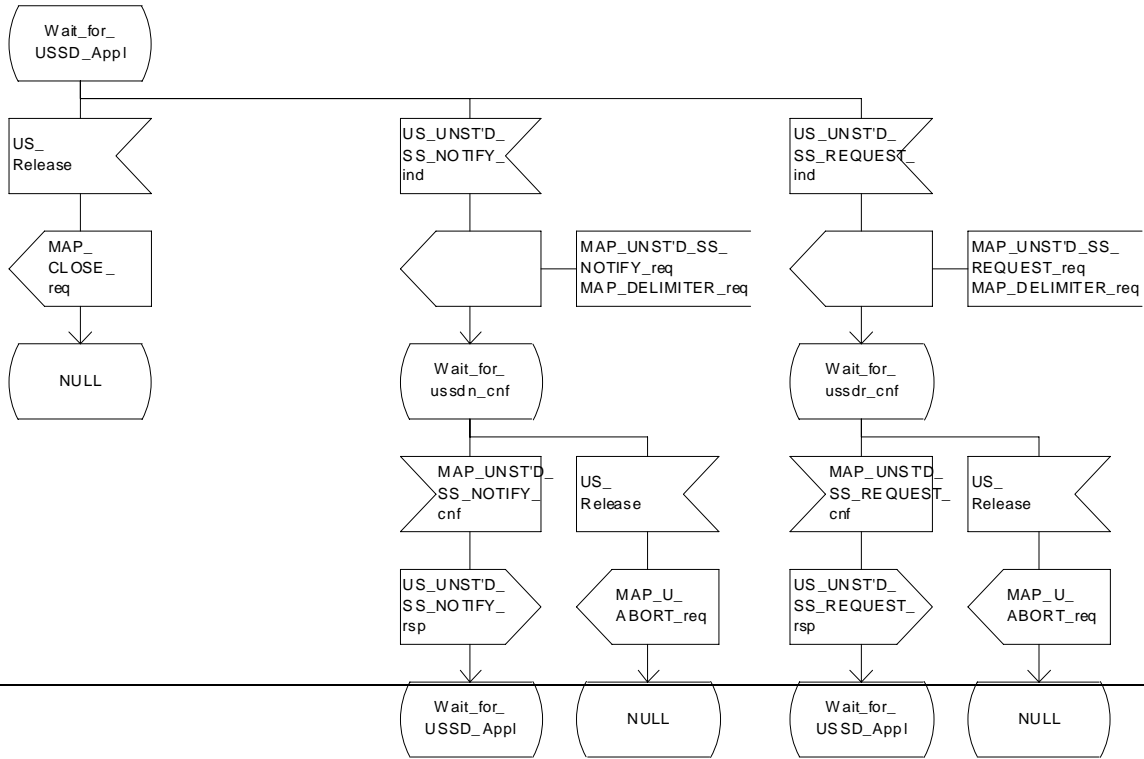 Wait_for_
USSD_Appl
US_
Release
US_UNST'D_
SS_NOTIFY_
ind
US_UNST'D_
SS_REQUEST_
ind
MAP_
CLOSE_
req
MAP_UNST'D_SS_
NOTIFY_req
MAP_DELIMITER_req
MAP_UNST'D_SS_
REQUEST_req
MAP_DELIMITER_req
NULL
Wait_for_
ussdn_cnf
Wait_for_
ussdr_cnf
MAP_UNST'D_
SS_NOTIFY_
cnf
US_
Release
MAP_UNST'D_
SS_REQUEST_
cnf
US_
Release
US_UNST'D_
SS_NOTIFY_
rsp
MAP_U_
ABORT_req
US_UNST'D_
SS_REQUEST_
rsp
MAP_U_
ABORT_req
Wait_for_
USSD_Appl
NULL
Wait_for_
USSD_Appl
NULL